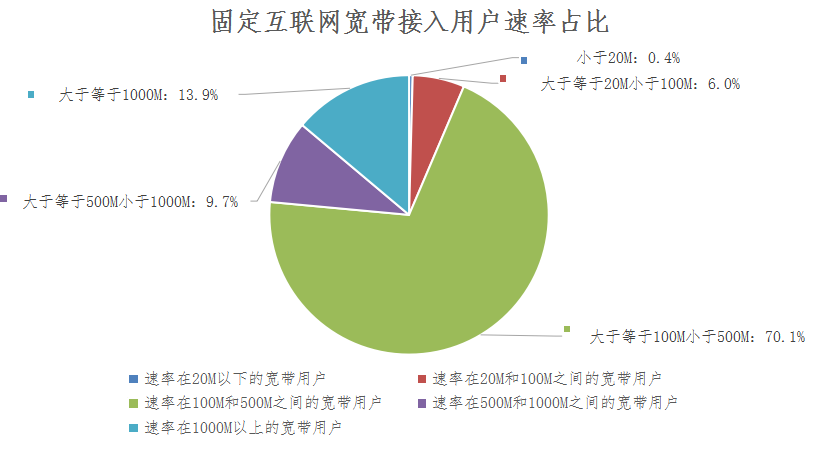 固定互联网宽带接入用户速率占比
小于20M：0.4%
大于等于20M小于100M：6.0%
大于等于1000M：13.9%
大于等于500M小于1000M：9.7%
大于等于100M小于500M：70.1%
速率在20M以下的宽带用户
速率在20M和100M之间的宽带用户
速率在100M和500M之间的宽带用户
速率在500M和1000M之间的宽带用户
速率在1000M以上的宽带用户